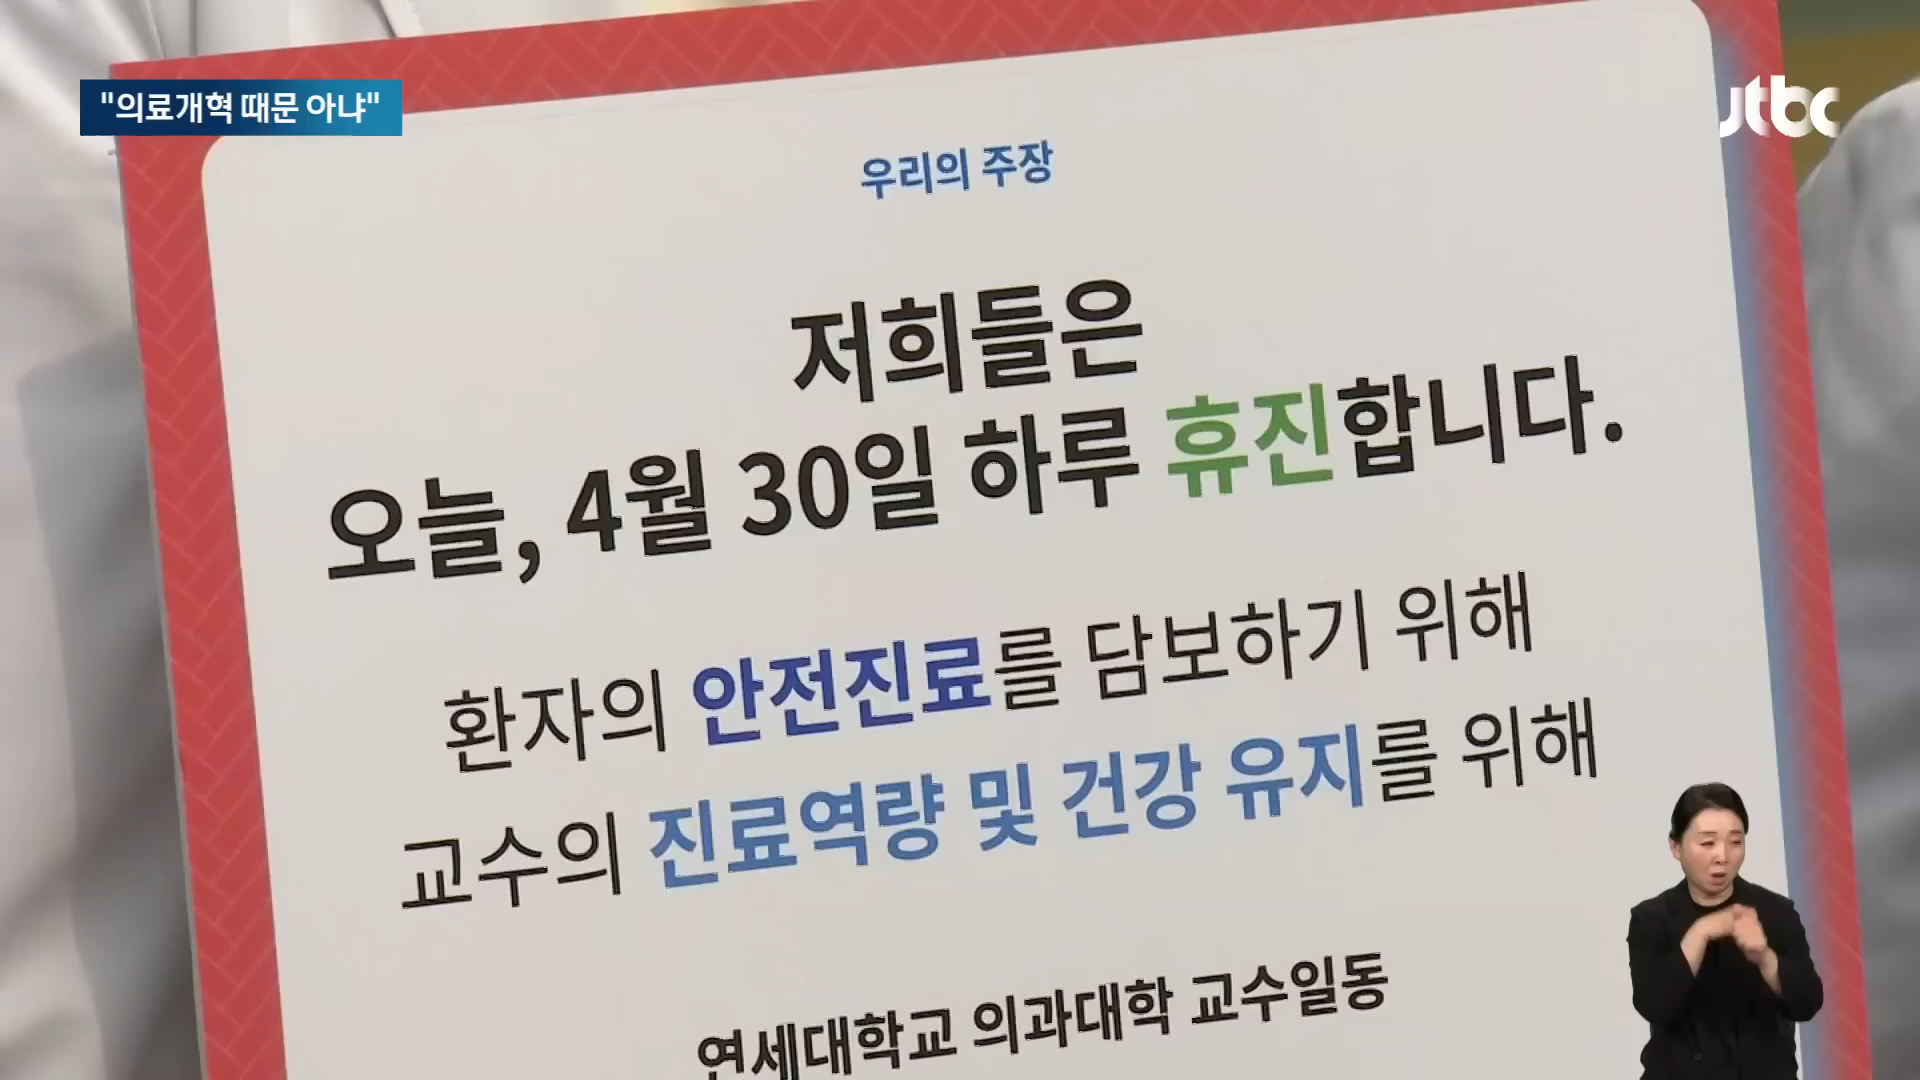 "의료개혁 때문 아냐"
jtbc
우리의 주장
저희들은
오늘, 4월 30일 하루 휴진합니다.
환자의 안전진료를 담보하기 위해
교수의 진료역량 및 건강 유지를 위해
연세대학교 의과대학 교수일동